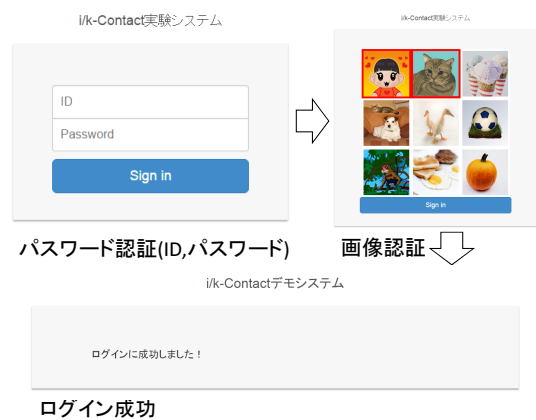 i/k-Contact実験システム
ID
Password
Sign in
パスワード認証(ID,パスワード)
i/k-Contact実験システム
Sign in
画像認証
i/k-Contactデモシステム
ログインに成功しました!
ログイン成功